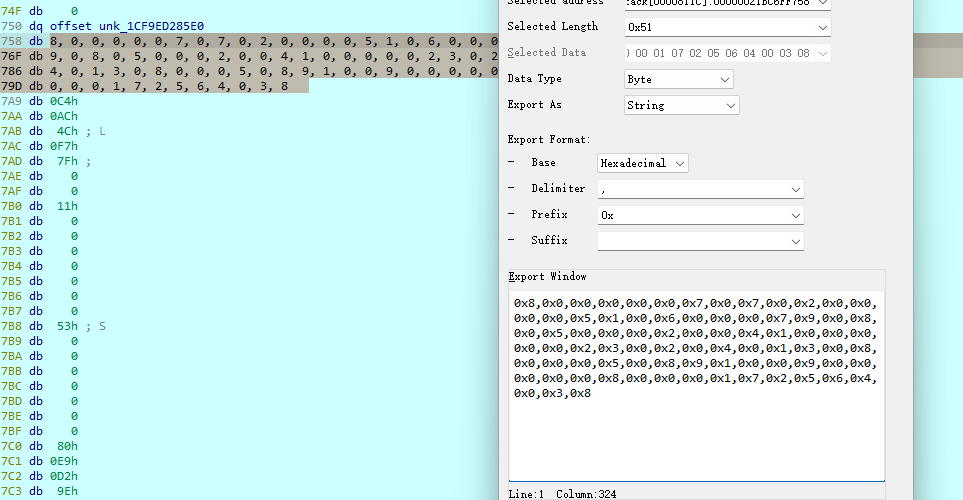 74F db 0
750 dq offset unk_1CF9ED285E0
758 db 8, 0, 0, 0, 0, 0, 7, 0, 7, 0, 2, 0, 0, 0, 0, 5, 1, 0, 6, 0, 0, 0
76F db 9, 0, 8, 0, 5, 0, 0, 0, 2, 0, 0, 4, 1, 0, 0, 0, 0, 0, 2, 3, 0, 2
786 db 4, 0, 1, 3, 0, 8, 0, 0, 0, 5, 0, 8, 9, 1, 0, 0, 9, 0, 0, 0, 0, 0
79D db 0, 0, 0, 1, 7, 2, 5, 6, 4, 0, 3, 8
7A9 db 0C4h
7AA db 0ACh
7AB db 4Ch ; L
7AC db 0F7h
7AD db 7Fh ;
7AE db 0
7AF db 0
7B0 db 11h
7B1 db 0
7B2 db 0
7B3 db 0
7B4 db 0
7B5 db 0
7B6 db 0
7B7 db 0
7B8 db 53h ; S
7B9 db 0
7BA db 0
7BB db 0
7BC db 0
7BD db 0
7BE db 0
7BF db 0
7C0 db 80h
7C1 db 0E9h
7C2 db 0D2h
7C3 db 9Eh
Selected address ack[0000811C]:00000021BC6FF758
Selected Length 0x51
Selected Data 00 01 07 02 05 06 04 00 03 08
Data Type Byte
Export As String
Export Format:
- Base Hexadecimal
- Delimiter ,
- Prefix 0x
- Suffix
Export Window
0x8,0x0,0x0,0x0,0x0,0x0,0x7,0x0,0x7,0x0,0x2,0x0,0x0,
0x0,0x0,0x5,0x1,0x0,0x6,0x0,0x0,0x0,0x7,0x9,0x0,0x8,
0x0,0x5,0x0,0x0,0x0,0x2,0x0,0x0,0x4,0x1,0x0,0x0,0x0,
0x0,0x0,0x2,0x3,0x0,0x2,0x0,0x4,0x0,0x1,0x3,0x0,0x8,
0x0,0x0,0x0,0x5,0x0,0x8,0x9,0x1,0x0,0x0,0x9,0x0,0x0,
0x0,0x0,0x0,0x8,0x0,0x0,0x0,0x1,0x7,0x2,0x5,0x6,0x4,
0x0,0x3,0x8
Line:1 Column:324